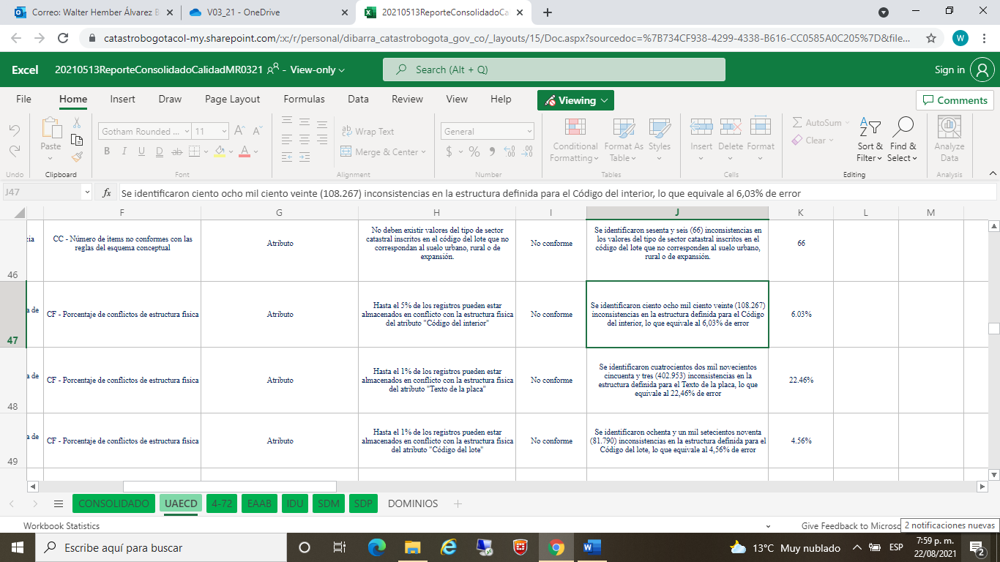 Correo: Walter Hember Álvarez B
V03_21 - OneDrive
20210513ReporteConsolidadoCa
catastrobogotacol-my.sharepoint.com/:x:/r/personal/dibarra_catastrobogota_gov_co/_layouts/15/Doc.aspx?sourcedoc=%7B734CF938-4299-4338-B616-CC0585A0C205%7D&file...
W
Excel 20210513ReporteConsolidadoCalidadMR0321 - View-only
Search (Alt + Q)
Sign in
File Home Insert Draw Page Layout Formulas Data Review View Help
Viewing
Comments
Paste
Gotham Rounded ... 11
B I U D ab A
Wrap Text
Merge & Center
General
$ % 9
Conditional
Formatting
Format As
Table
Styles
Insert Delete Format
AutoSum
Clear
Sort &
Filter
Find &
Select
Analyze
Data
Undo Clipboard Font Alignment Number Tables Cells Editing Analysis
J47
fx Se identificaron ciento ocho mil ciento veinte (108.267) inconsistencias en la estructura definida para el Código del interior, lo que equivale al 6,03% de error
F G H I J K L M
46
cia
CC - Número de ítems no conformes con las
reglas del esquema conceptual
Atributo
No deben existir valores del tipo de sector
catastral inscritos en el código del lote que no
correspondan al suelo urbano, rural o de
expansión.
No conforme
Se identificaron sesenta y seis (66) inconsistencias en
los valores del tipo de sector catastral inscritos en el
código del lote que no corresponden al suelo urbano,
rural o de expansión.
66
47
a de
CF - Porcentaje de conflictos de estructura física
Atributo
Hasta el 5% de los registros pueden estar
almacenados en conflicto con la estructura física
del atributo "Código del interior"
No conforme
Se identificaron ciento ocho mil ciento veinte (108.267)
inconsistencias en la estructura definida para el Código
del interior, lo que equivale al 6,03% de error
6.03%
48
a de
CF - Porcentaje de conflictos de estructura física
Atributo
Hasta el 1% de los registros pueden estar
almacenados en conflicto con la estructura física
del atributo "Texto de la placa"
No conforme
Se identificaron cuatrocientos dos mil novecientos
cincuenta y tres (402.953) inconsistencias en la
estructura definida para el Texto de la placa, lo que
equivale al 22,46% de error
22.46%
49
a de
CF - Porcentaje de conflictos de estructura física
Atributo
Hasta el 1% de los registros pueden estar
almacenados en conflicto con la estructura física
del atributo "Código del lote"
No conforme
Se identificaron ochenta y un mil setecientos noventa
(81.790) inconsistencias en la estructura definida para el
Código del lote, lo que equivale al 4,56% de error
4.56%
CONSOLIDADO UAECD 4-72 EAAB IDU SDM SDP DOMINIOS
Workbook Statistics
Give Feedback to Microso
2 notificaciones nuevas
Escribe aquí para buscar
13°C Muy nublado
ESP
7:59 p. m.
22/08/2021
2